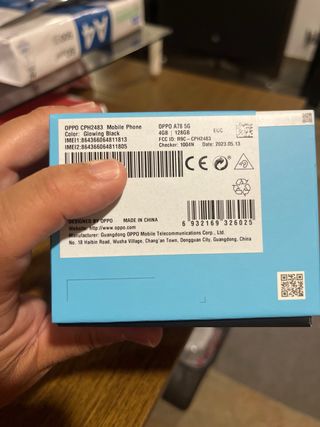 A4
OPPO CPH2483 Mobile Phone OPPO A78 5G
Color: Glowing Black 4GB | 128GB ECC
IMEI1:864366064811813 FCC ID: R9C-CPH2483
IMEI2:864366064811805 Checker: 1004N Date: 2023.05.13
CE
DESIGNED BY OPPO MADE IN CHINA
Website: http://www.oppo.com
6 932169 326025
Manufacturer: Guangdong OPPO Mobile Telecommunications Corp., Ltd.
No. 18 Haibin Road, Wusha Village, Chang'an Town, Dongguan City, Guangdong, China